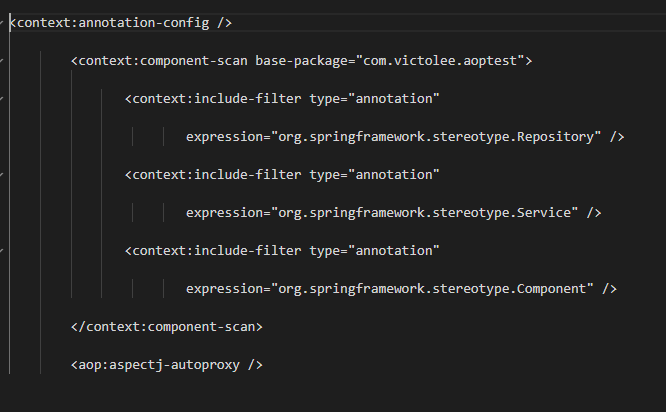 <context:annotation-config />
<context:component-scan base-package="com.victolee.aoptest">
<context:include-filter type="annotation"
expression="org.springframework.stereotype.Repository" />
<context:include-filter type="annotation"
expression="org.springframework.stereotype.Service" />
<context:include-filter type="annotation"
expression="org.springframework.stereotype.Component" />
</context:component-scan>
<aop:aspectj-autoproxy />